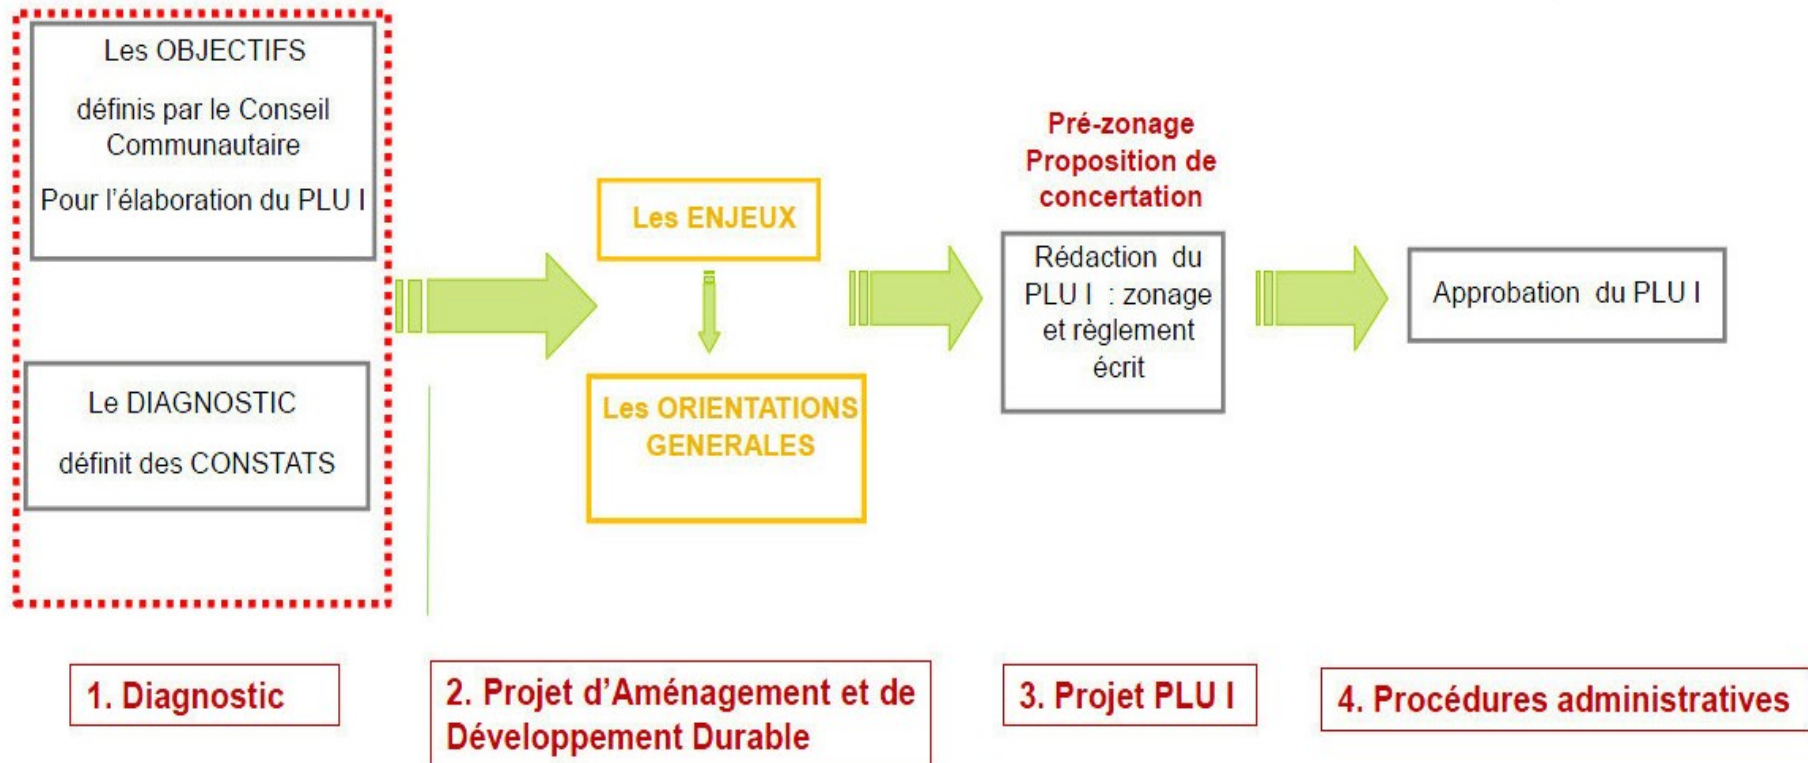 Les OBJECTIFS
définis par le Conseil
Communautaire
Pour l'élaboration du PLU I
Le DIAGNOSTIC
définit des CONSTATS
Les ENJEUX
Les ORIENTATIONS
GENERALES
Pré-zonage
Proposition de
concertation
Rédaction du
PLU I : zonage
et règlement
écrit
Approbation du PLU I
1. Diagnostic
2. Projet d'Aménagement et de
Développement Durable
3. Projet PLU I
4. Procédures administratives